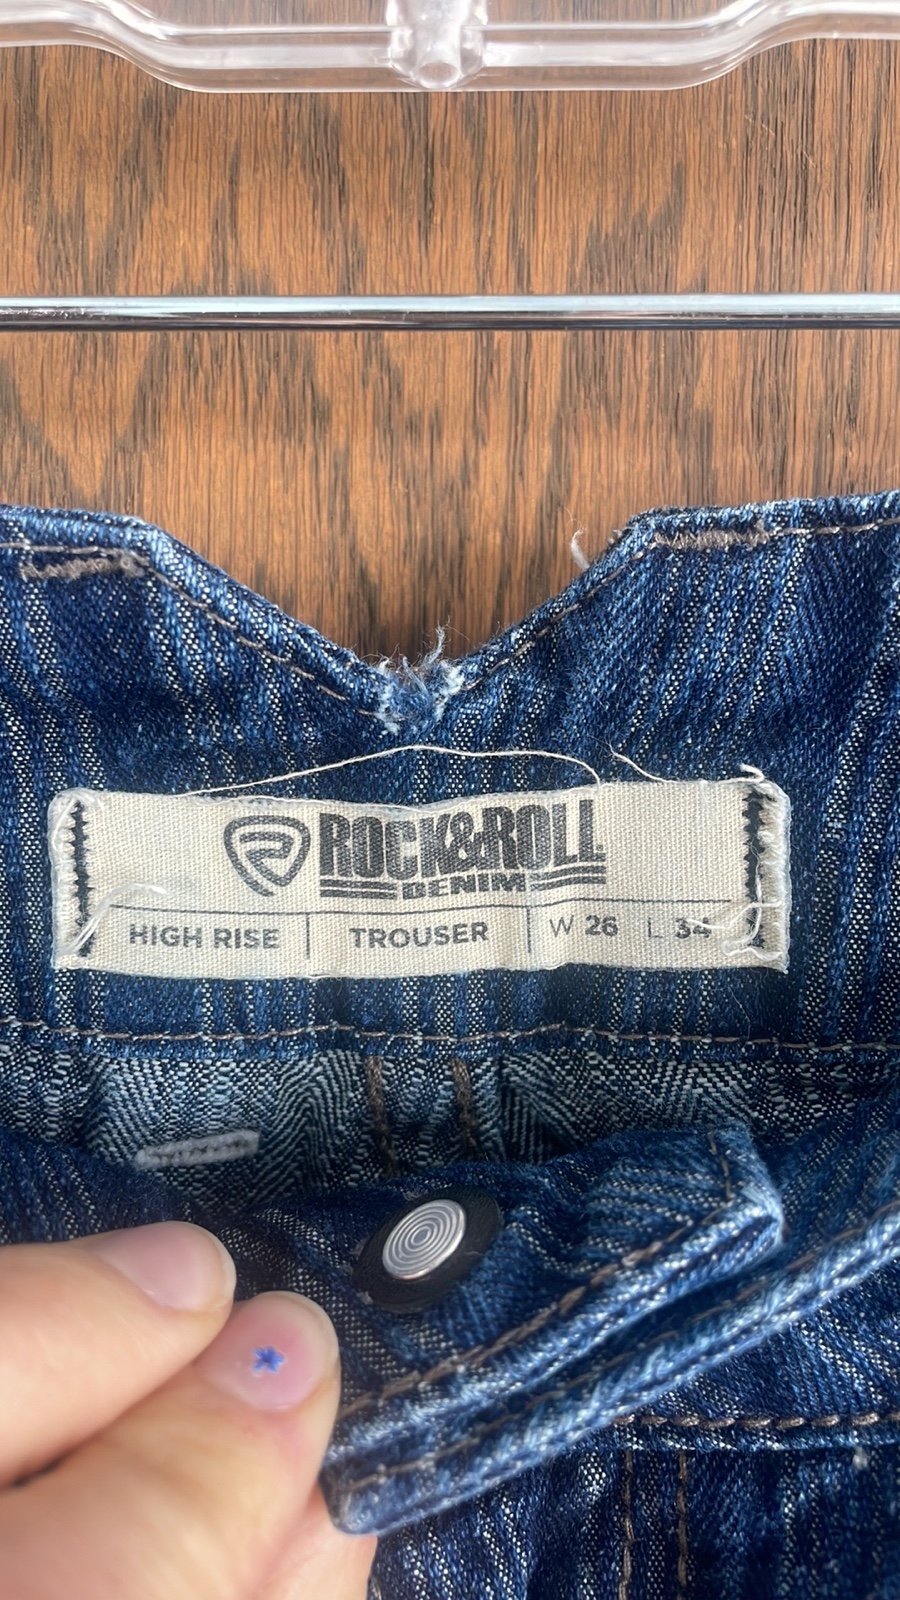 ROCK&ROLL
DENIM
HIGH RISE TROUSER W 26 L 34